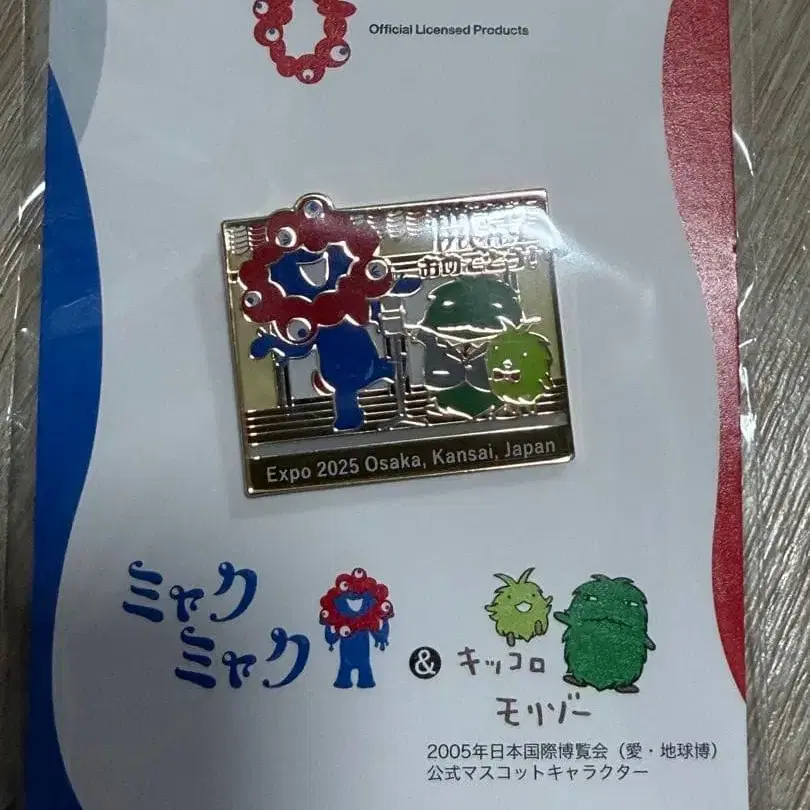 Official Licensed Products
おめでとう!
Expo 2025 Osaka, Kansai, Japan
ミャク
ミャク
& キッコロ
モリゾー
2005年日本国際博覧会（愛・地球博）
公式マスコットキャラクター